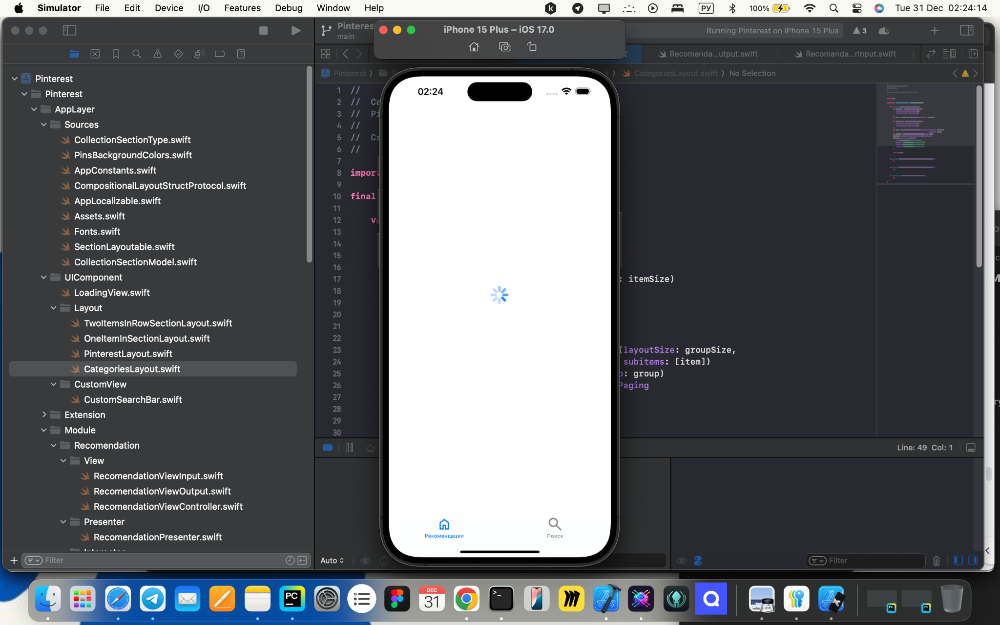 Simulator File Edit Device I/O Features Debug Window Help
РУ 100% Tue 31 Dec 02:24:14
Pinteres
main
iPhone 15 Plus – iOS 17.0
Running Pinterest on iPhone 15 Plus
3
Recomenda...utput.swift
Recomenda...rInput.swift
Pinterest
CategoriesLayout.swift
No Selection
Pinterest
Pinterest
AppLayer
Sources
CollectionSectionType.swift
PinsBackgroundColors.swift
AppConstants.swift
CompositionalLayoutStructProtocol.swift
AppLocalizable.swift
Assets.swift
Fonts.swift
SectionLayoutable.swift
CollectionSectionModel.swift
UIComponent
LoadingView.swift
Layout
TwoItemsInRowSectionLayout.swift
OneItemInSectionLayout.swift
PinterestLayout.swift
CategoriesLayout.swift
CustomView
CustomSearchBar.swift
Extension
Module
Recomendation
View
RecomendationViewInput.swift
RecomendationViewOutput.swift
RecomendationViewController.swift
Presenter
RecomendationPresenter.swift
Filter
1 //
2 // Ca
3 // Pi
4 //
5 // Cr
6 //
7
8 impor
9
10 final
11
12 va
13
14
15
16
17 : itemSize)
18
19
20
21
22
23 (layoutSize: groupSize,
24 subitems: [item])
25 : group)
26 Paging
27
28
29
30
02:24
Рекомендации
Поиск
Line: 49 Col: 1
Auto
Filter
PC
DEC
31
>_
Q
PC
PC